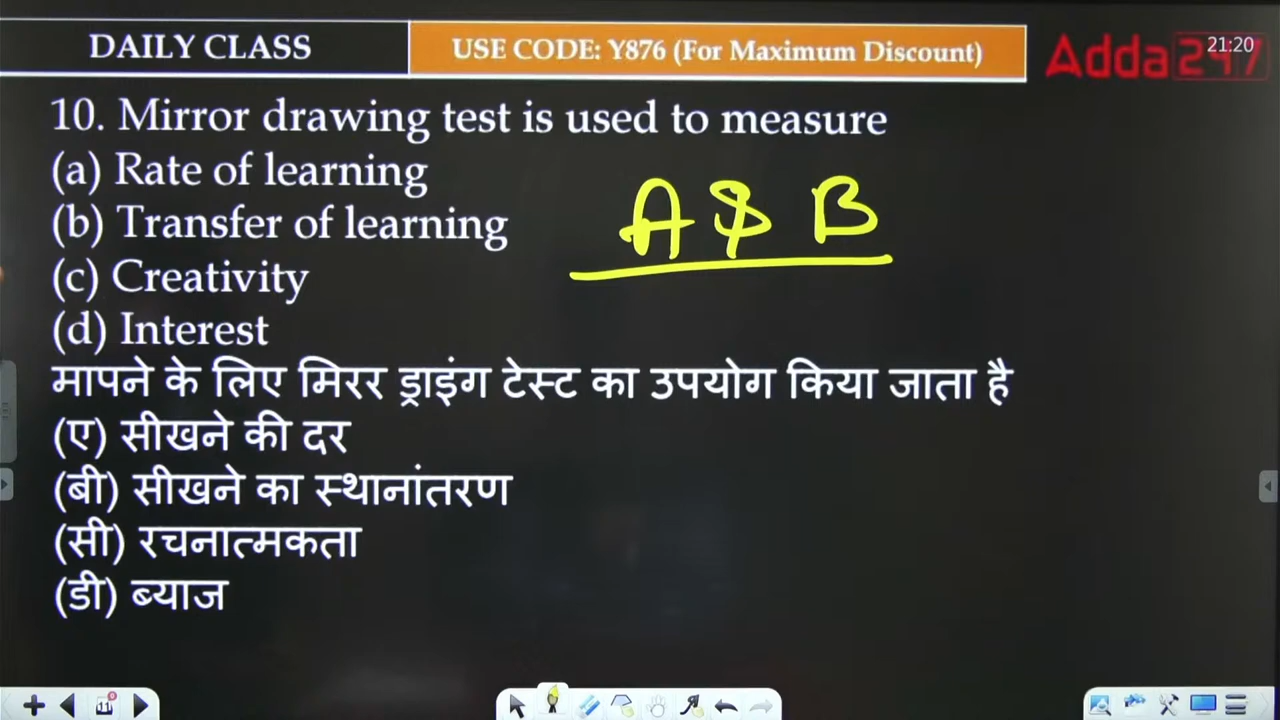 DAILY CLASS
USE CODE: Y876 (For Maximum Discount)
Adda247
21:20
10. Mirror drawing test is used to measure
(a) Rate of learning
A & B
(b) Transfer of learning
(c) Creativity
(d) Interest
मापने के लिए मिरर ड्राइंग टेस्ट का उपयोग किया जाता है
(ए) सीखने की दर
(बी) सीखने का स्थानांतरण
(सी) रचनात्मकता
(डी) ब्याज
11